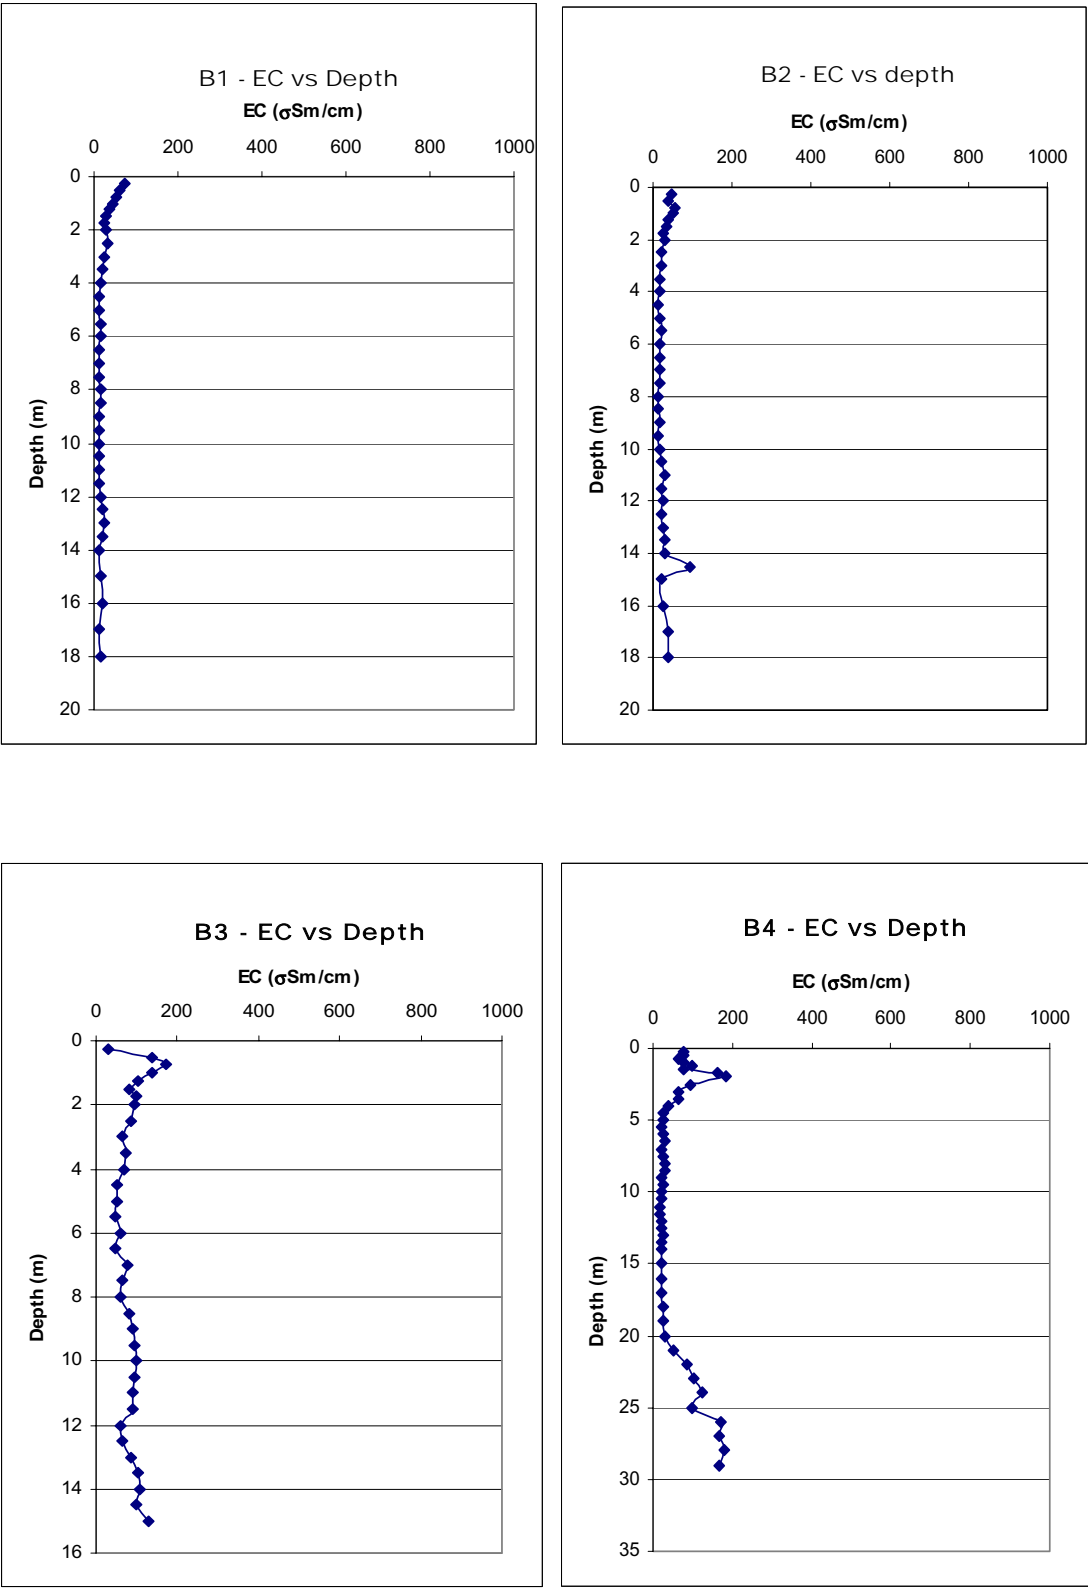 B1 - EC vs Depth
EC (σSm/cm)
0 200 400 600 800 1000
0
2
4
6
8
10
12
14
16
18
20
Depth (m)
B2 - EC vs depth
EC (σSm/cm)
0 200 400 600 800 1000
0
2
4
6
8
10
12
14
16
18
20
Depth (m)
B3 - EC vs Depth
EC (σSm/cm)
0 200 400 600 800 1000
0
2
4
6
8
10
12
14
16
Depth (m)
B4 - EC vs Depth
EC (σSm/cm)
0 200 400 600 800 1000
0
5
10
15
20
25
30
35
Depth (m)